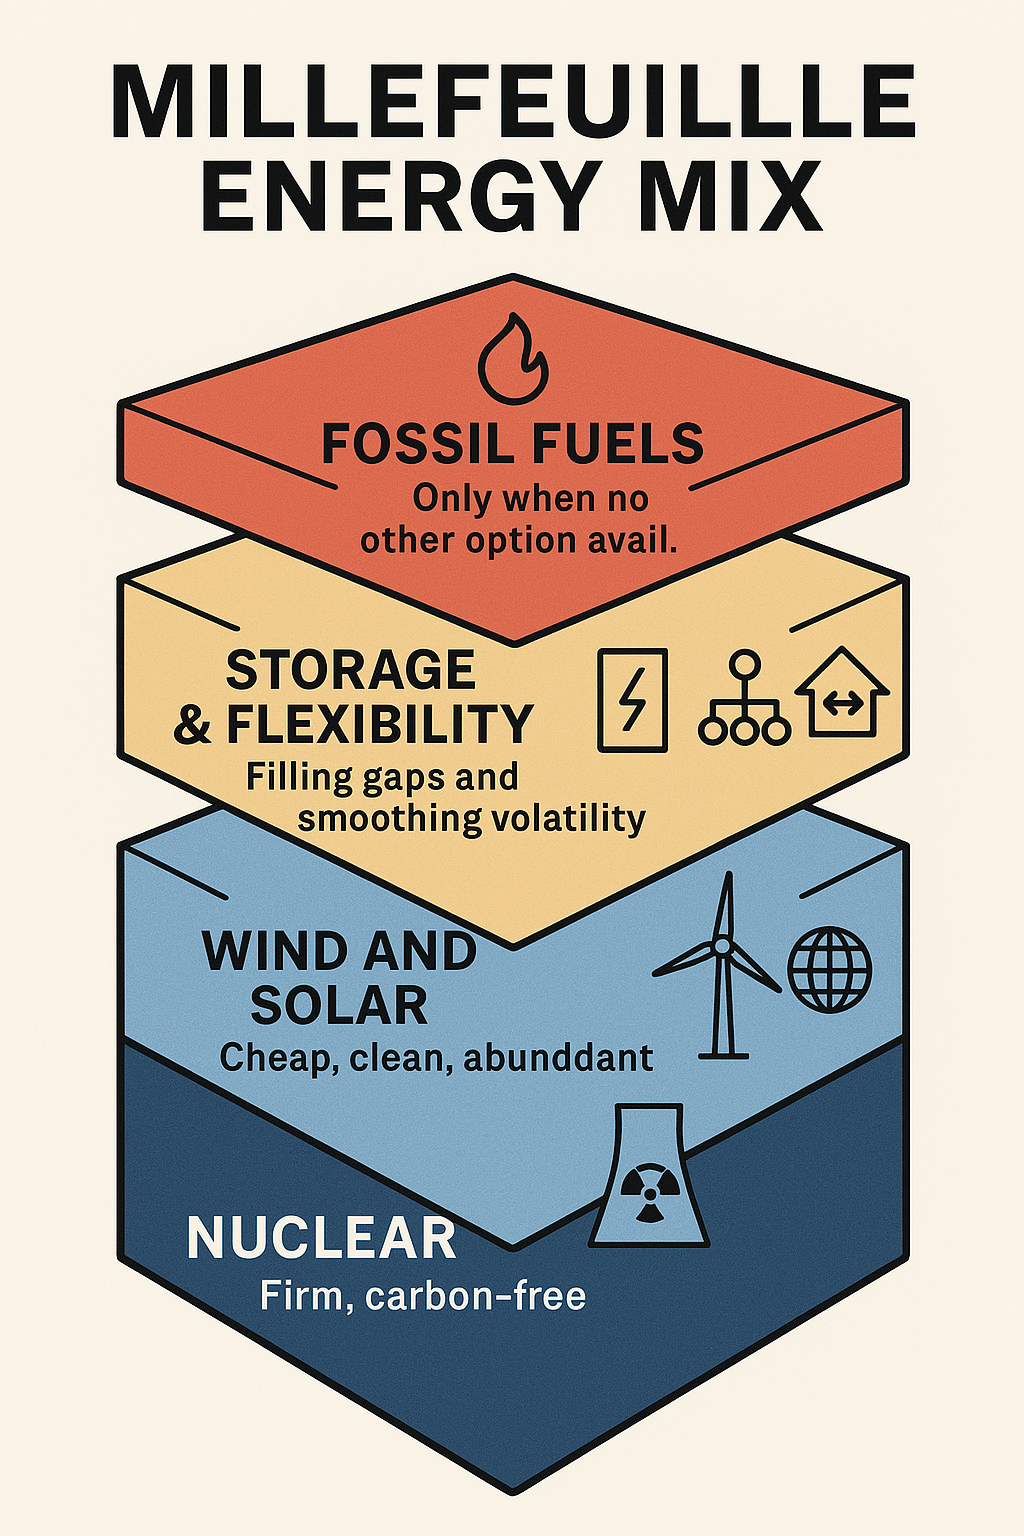 MILLEFEUILLLE
ENERGY MIX
FOSSIL FUELS
Only when no
other option avail.
STORAGE
& FLEXIBILITY
Filling gaps and
smoothing volatility
WIND AND
SOLAR
Cheap, clean, abunddant
NUCLEAR
Firm, carbon-free